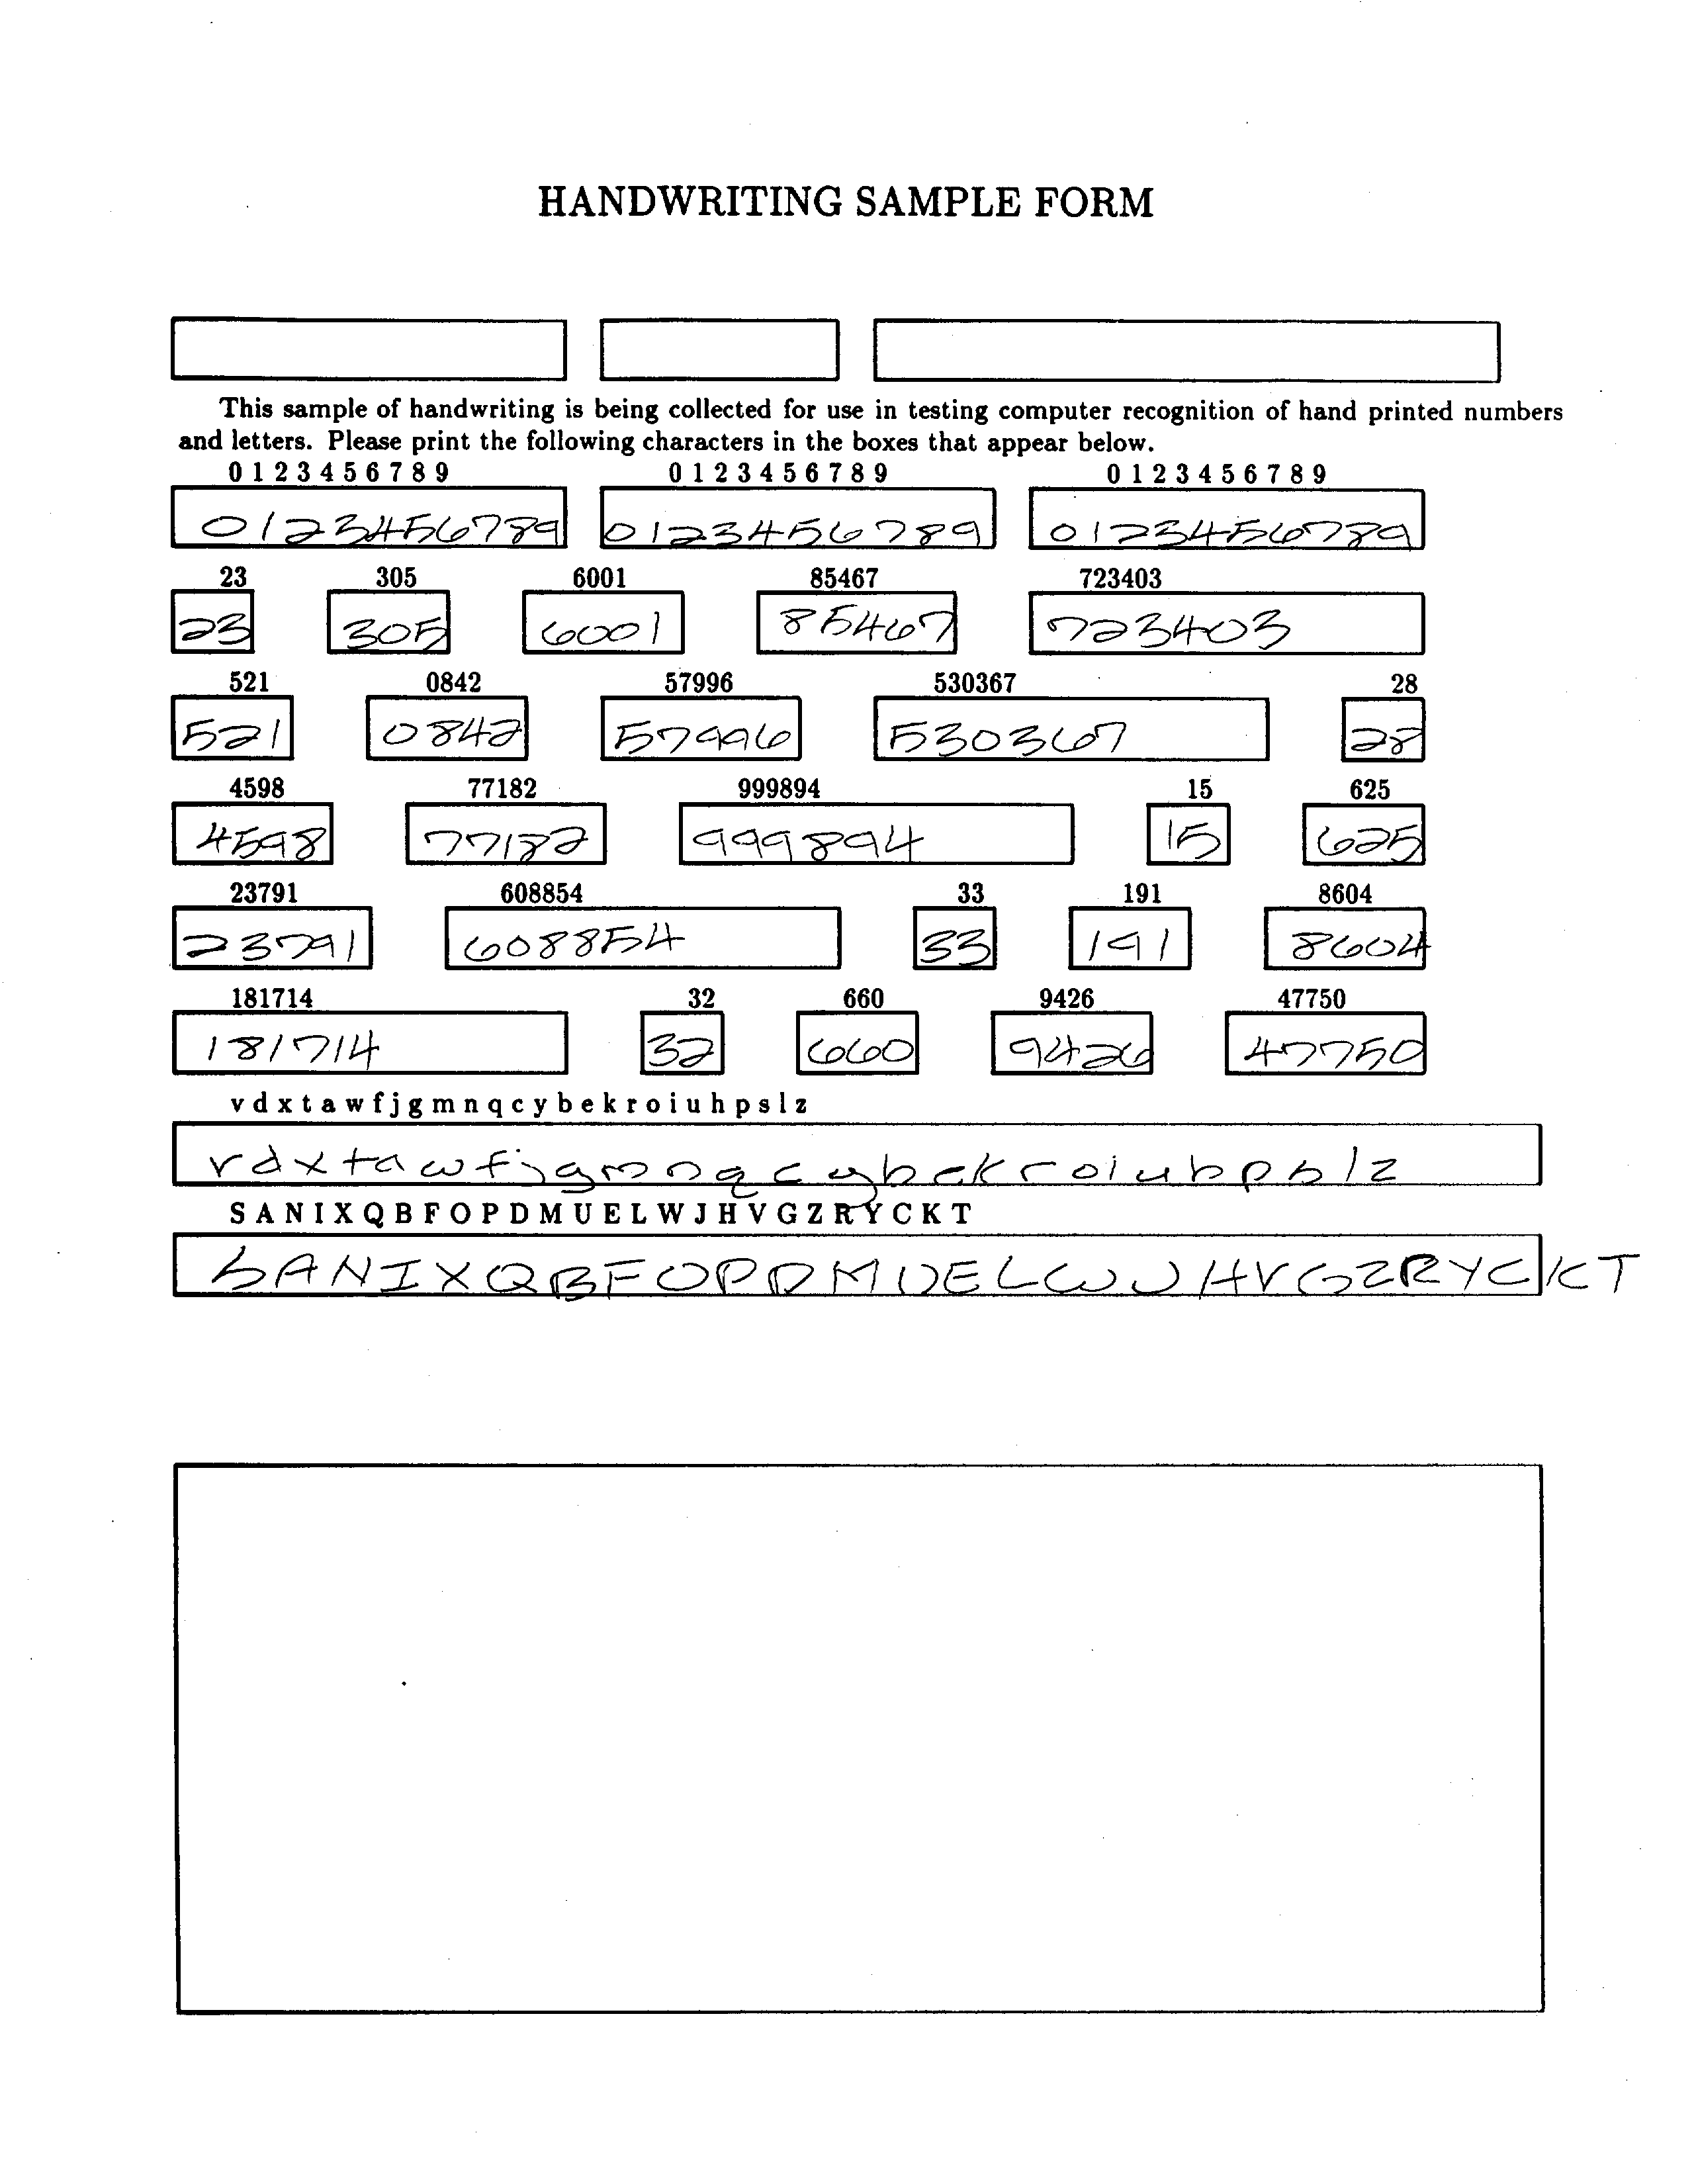 HANDWRITING SAMPLE FORM
This sample of handwriting is being collected for use in testing computer recognition of hand printed numbers
and letters. Please print the following characters in the boxes that appear below.
0 1 2 3 4 5 6 7 8 9 0 1 2 3 4 5 6 7 8 9 0 1 2 3 4 5 6 7 8 9
0123456789 0123456789 0123456789
23 305 6001 85467 723403
23 305 6001 85467 723403
521 0842 57996 530367 28
521 0842 57996 530367 28
4598 77182 999894 15 625
4598 77182 999894 15 625
23791 608854 33 191 8604
23791 608854 33 191 8604
181714 32 660 9426 47750
181714 32 660 9426 47750
v d x t a w f j g m n q c y b e k r o i u h p s l z
v d x t a w f j g m n q c y b e k r o i u h p s l z
S A N I X Q B F O P D M U E L W J H V G Z R Y C K T
S A N I X Q B F O P D M U E L W J H V G Z R Y C K T